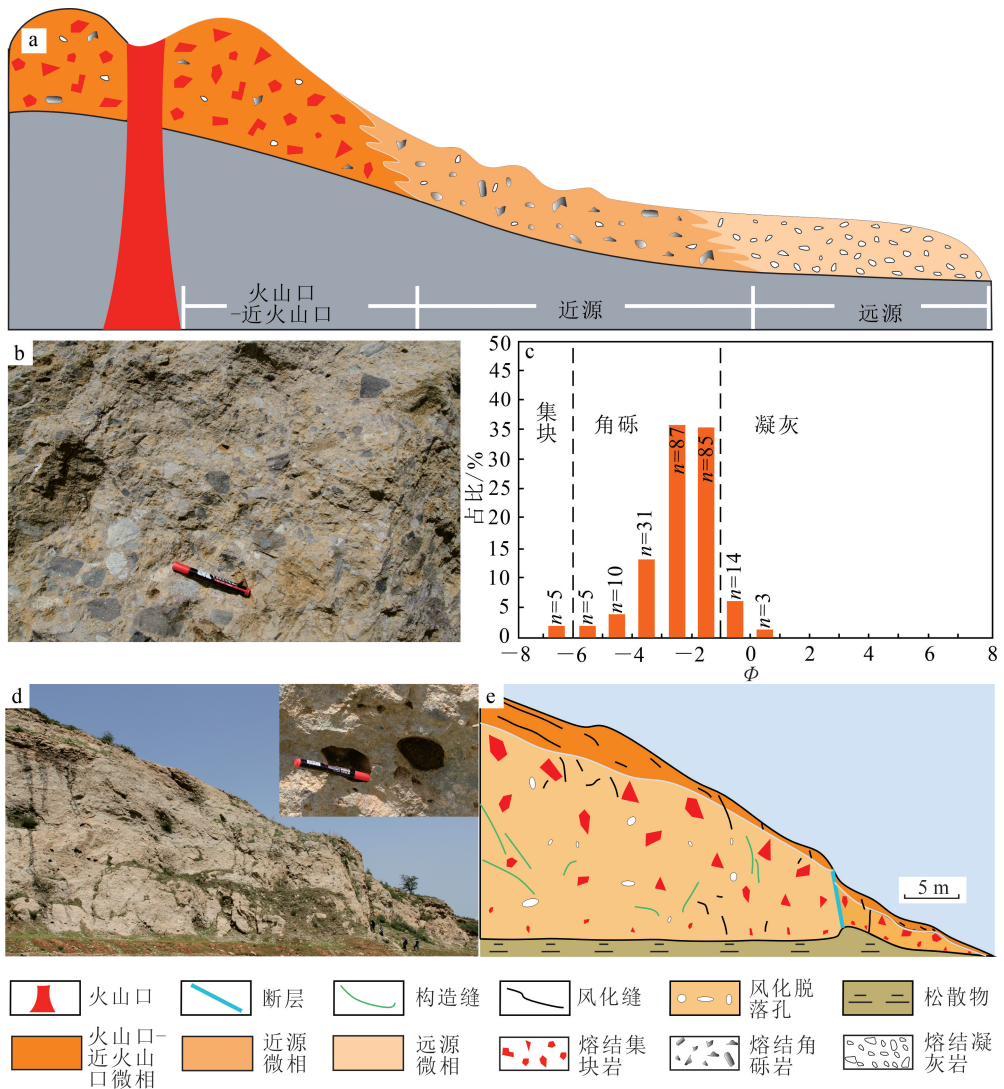 a
火山口
-近火山口
近源
远源
b
c
50
45
40
35
30
25
20
15
10
5
0
占比/%
集块
角砾
凝灰
n=5
n=5
n=10
n=31
n=87
n=85
n=14
n=3
−8
−6
−4
−2
0
2
4
6
8
Φ
d
e
5 m
火山口
断层
构造缝
风化缝
风化脱
落孔
松散物
火山口-
近火山
口微相
近源
微相
远源
微相
熔结集
块岩
熔结角
砾岩
熔结凝
灰岩